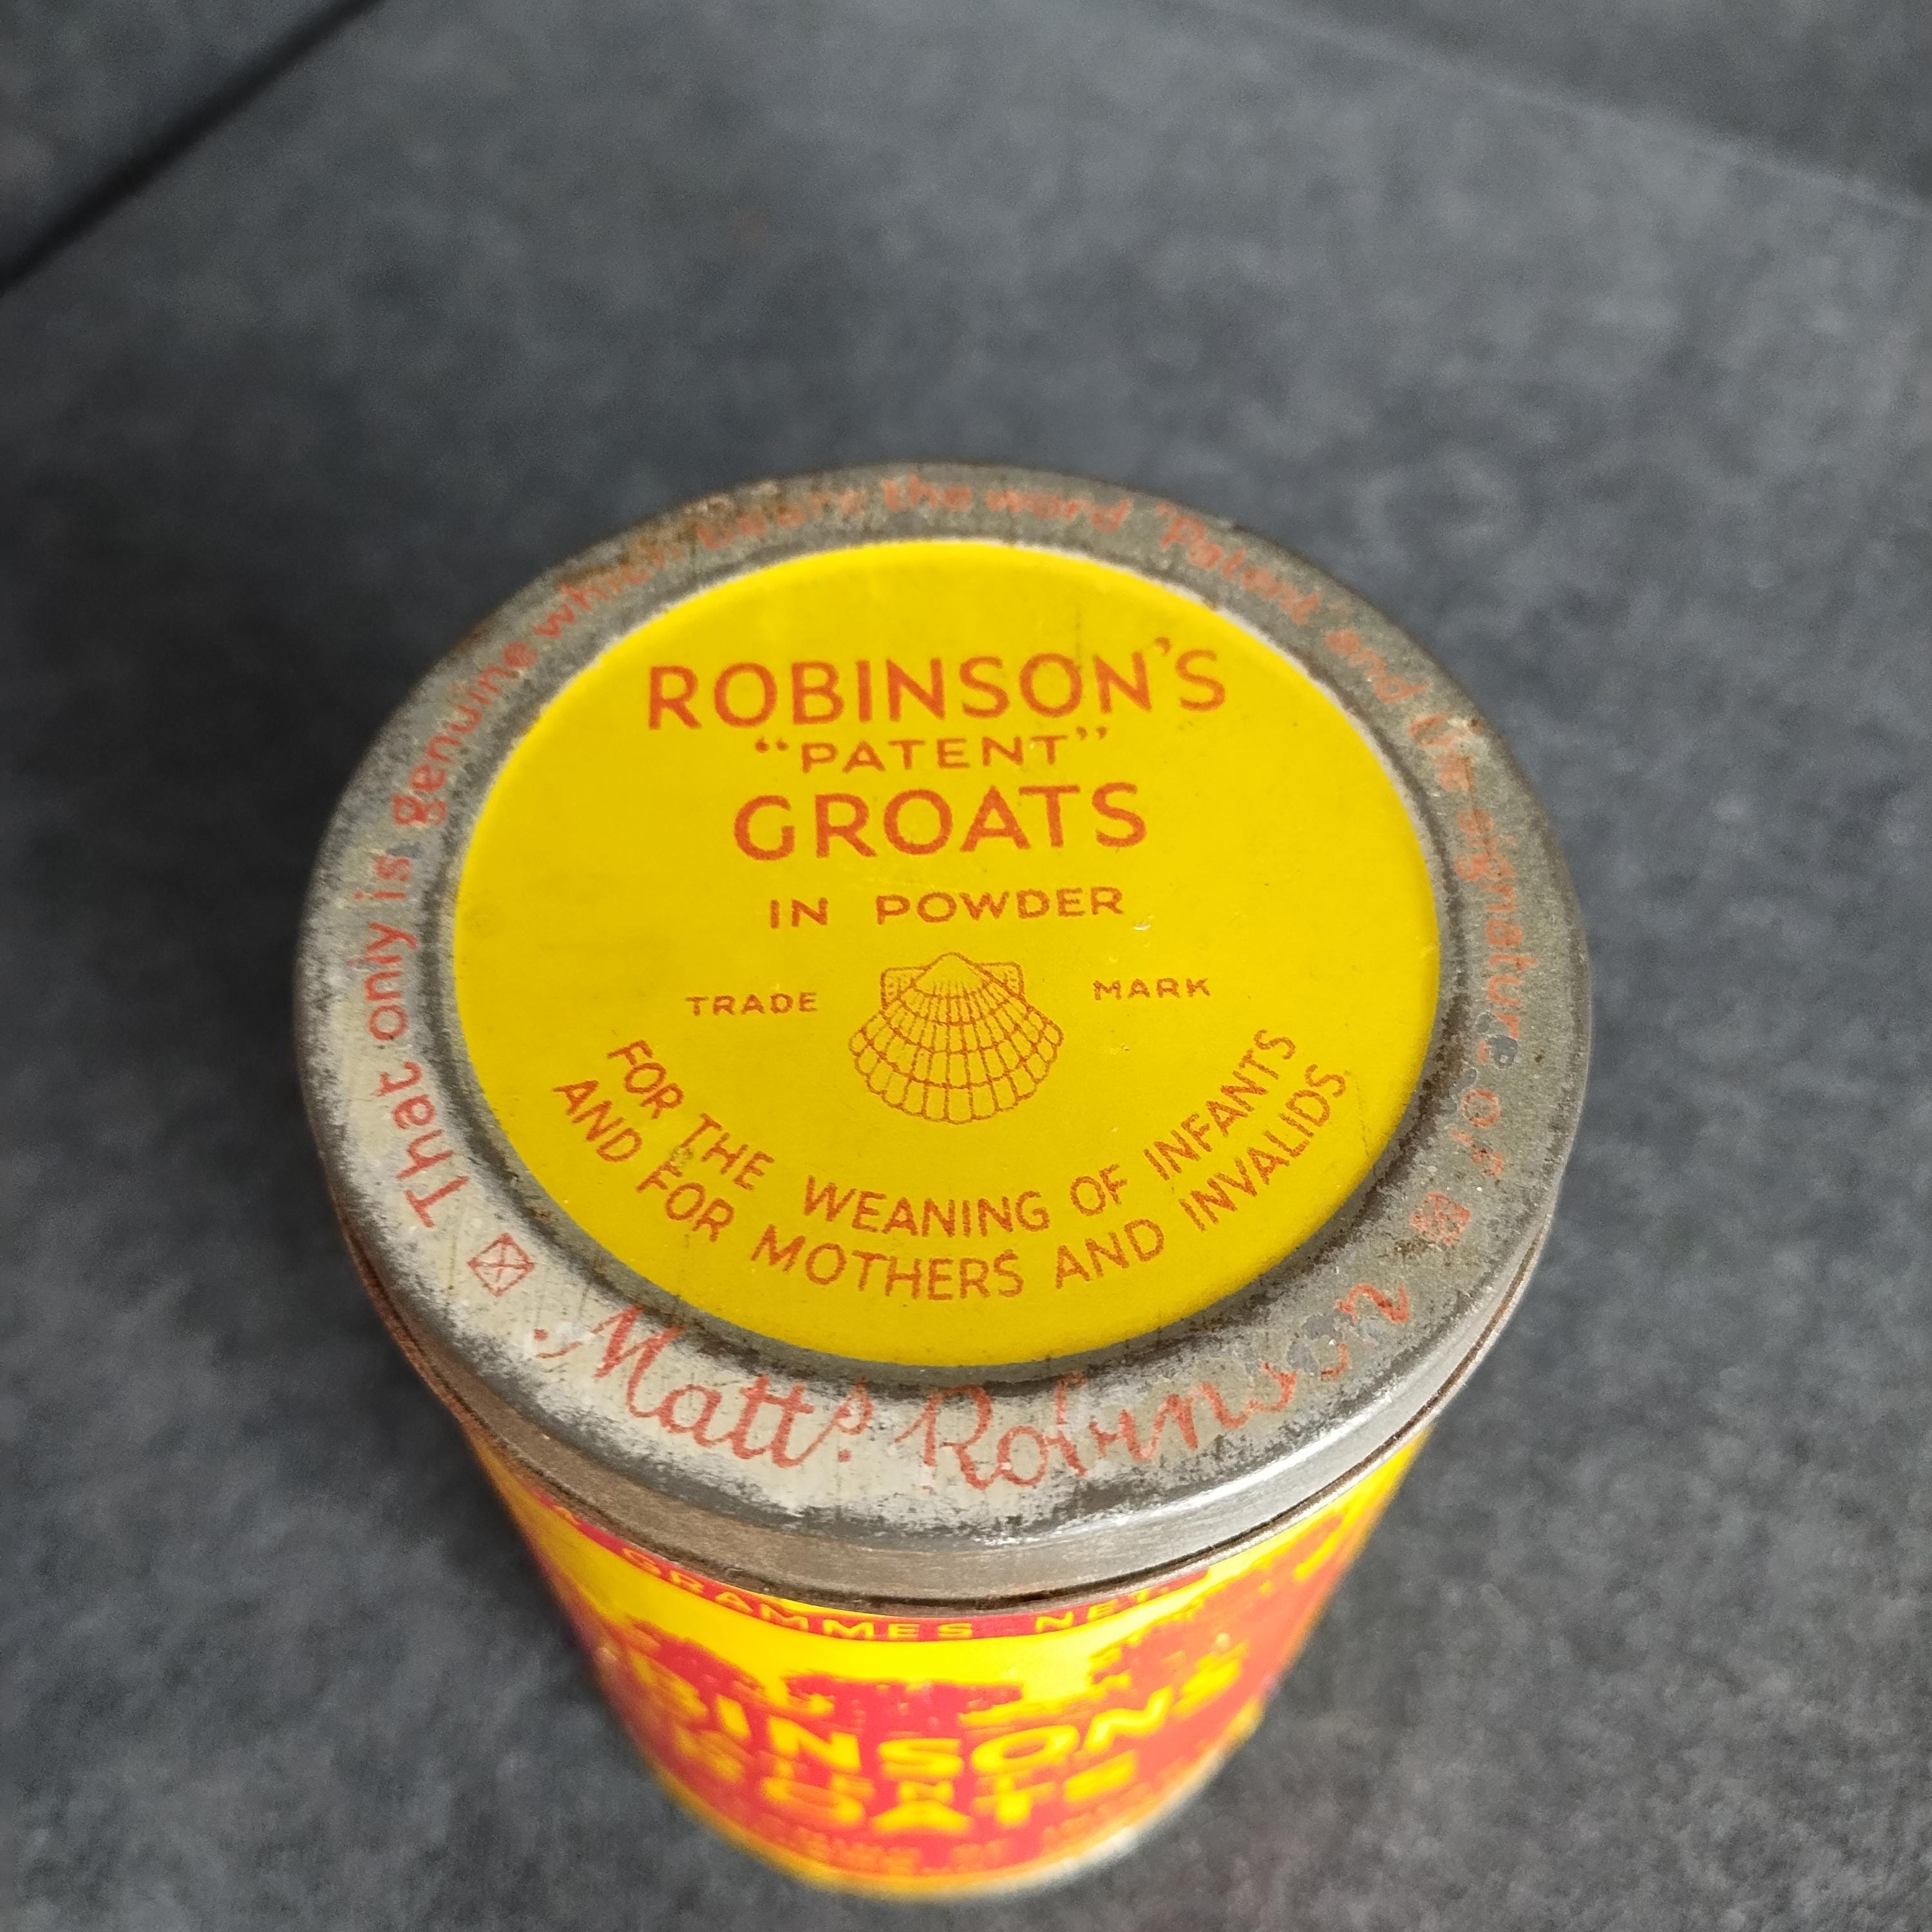 ROBINSON'S
"PATENT"
GROATS
IN POWDER
TRADE MARK
FOR THE WEANING OF INFANTS
AND FOR MOTHERS AND INVALIDS.
That only is genuine which bears the word 'Patent' and the signature of
Matt.s Robinson
GRAMMES NET.
BINSON'S